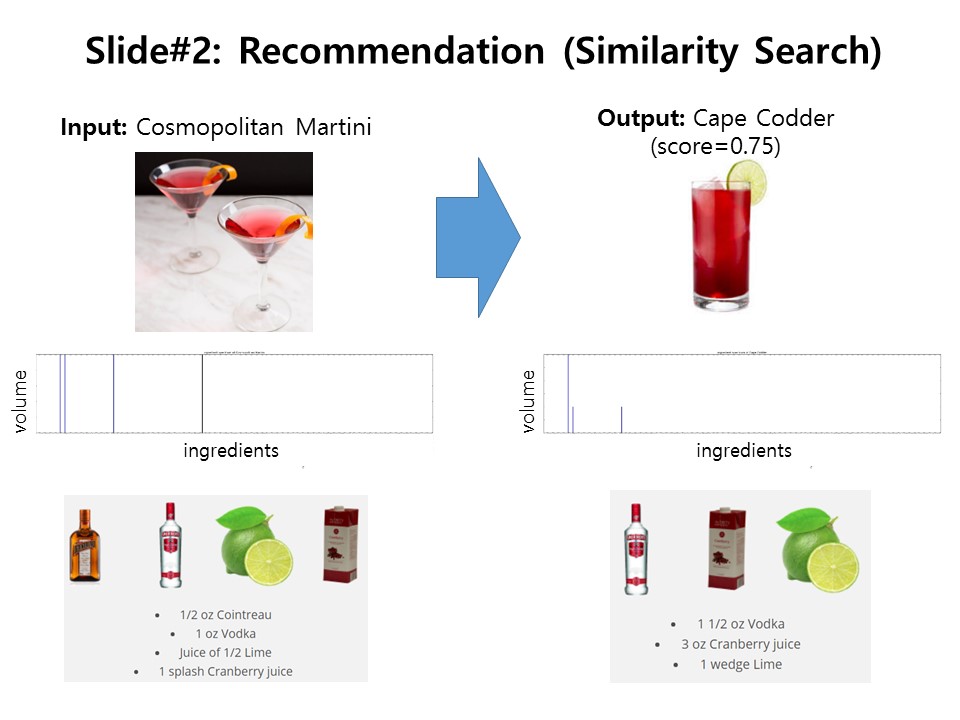 Slide#2: Recommendation (Similarity Search)
Input: Cosmopolitan Martini
Output: Cape Codder
(score=0.75)
volume
ingredients
volume
ingredients
• 1/2 oz Cointreau
• 1 oz Vodka
• Juice of 1/2 Lime
• 1 splash Cranberry juice
• 1 1/2 oz Vodka
• 3 oz Cranberry juice
• 1 wedge Lime